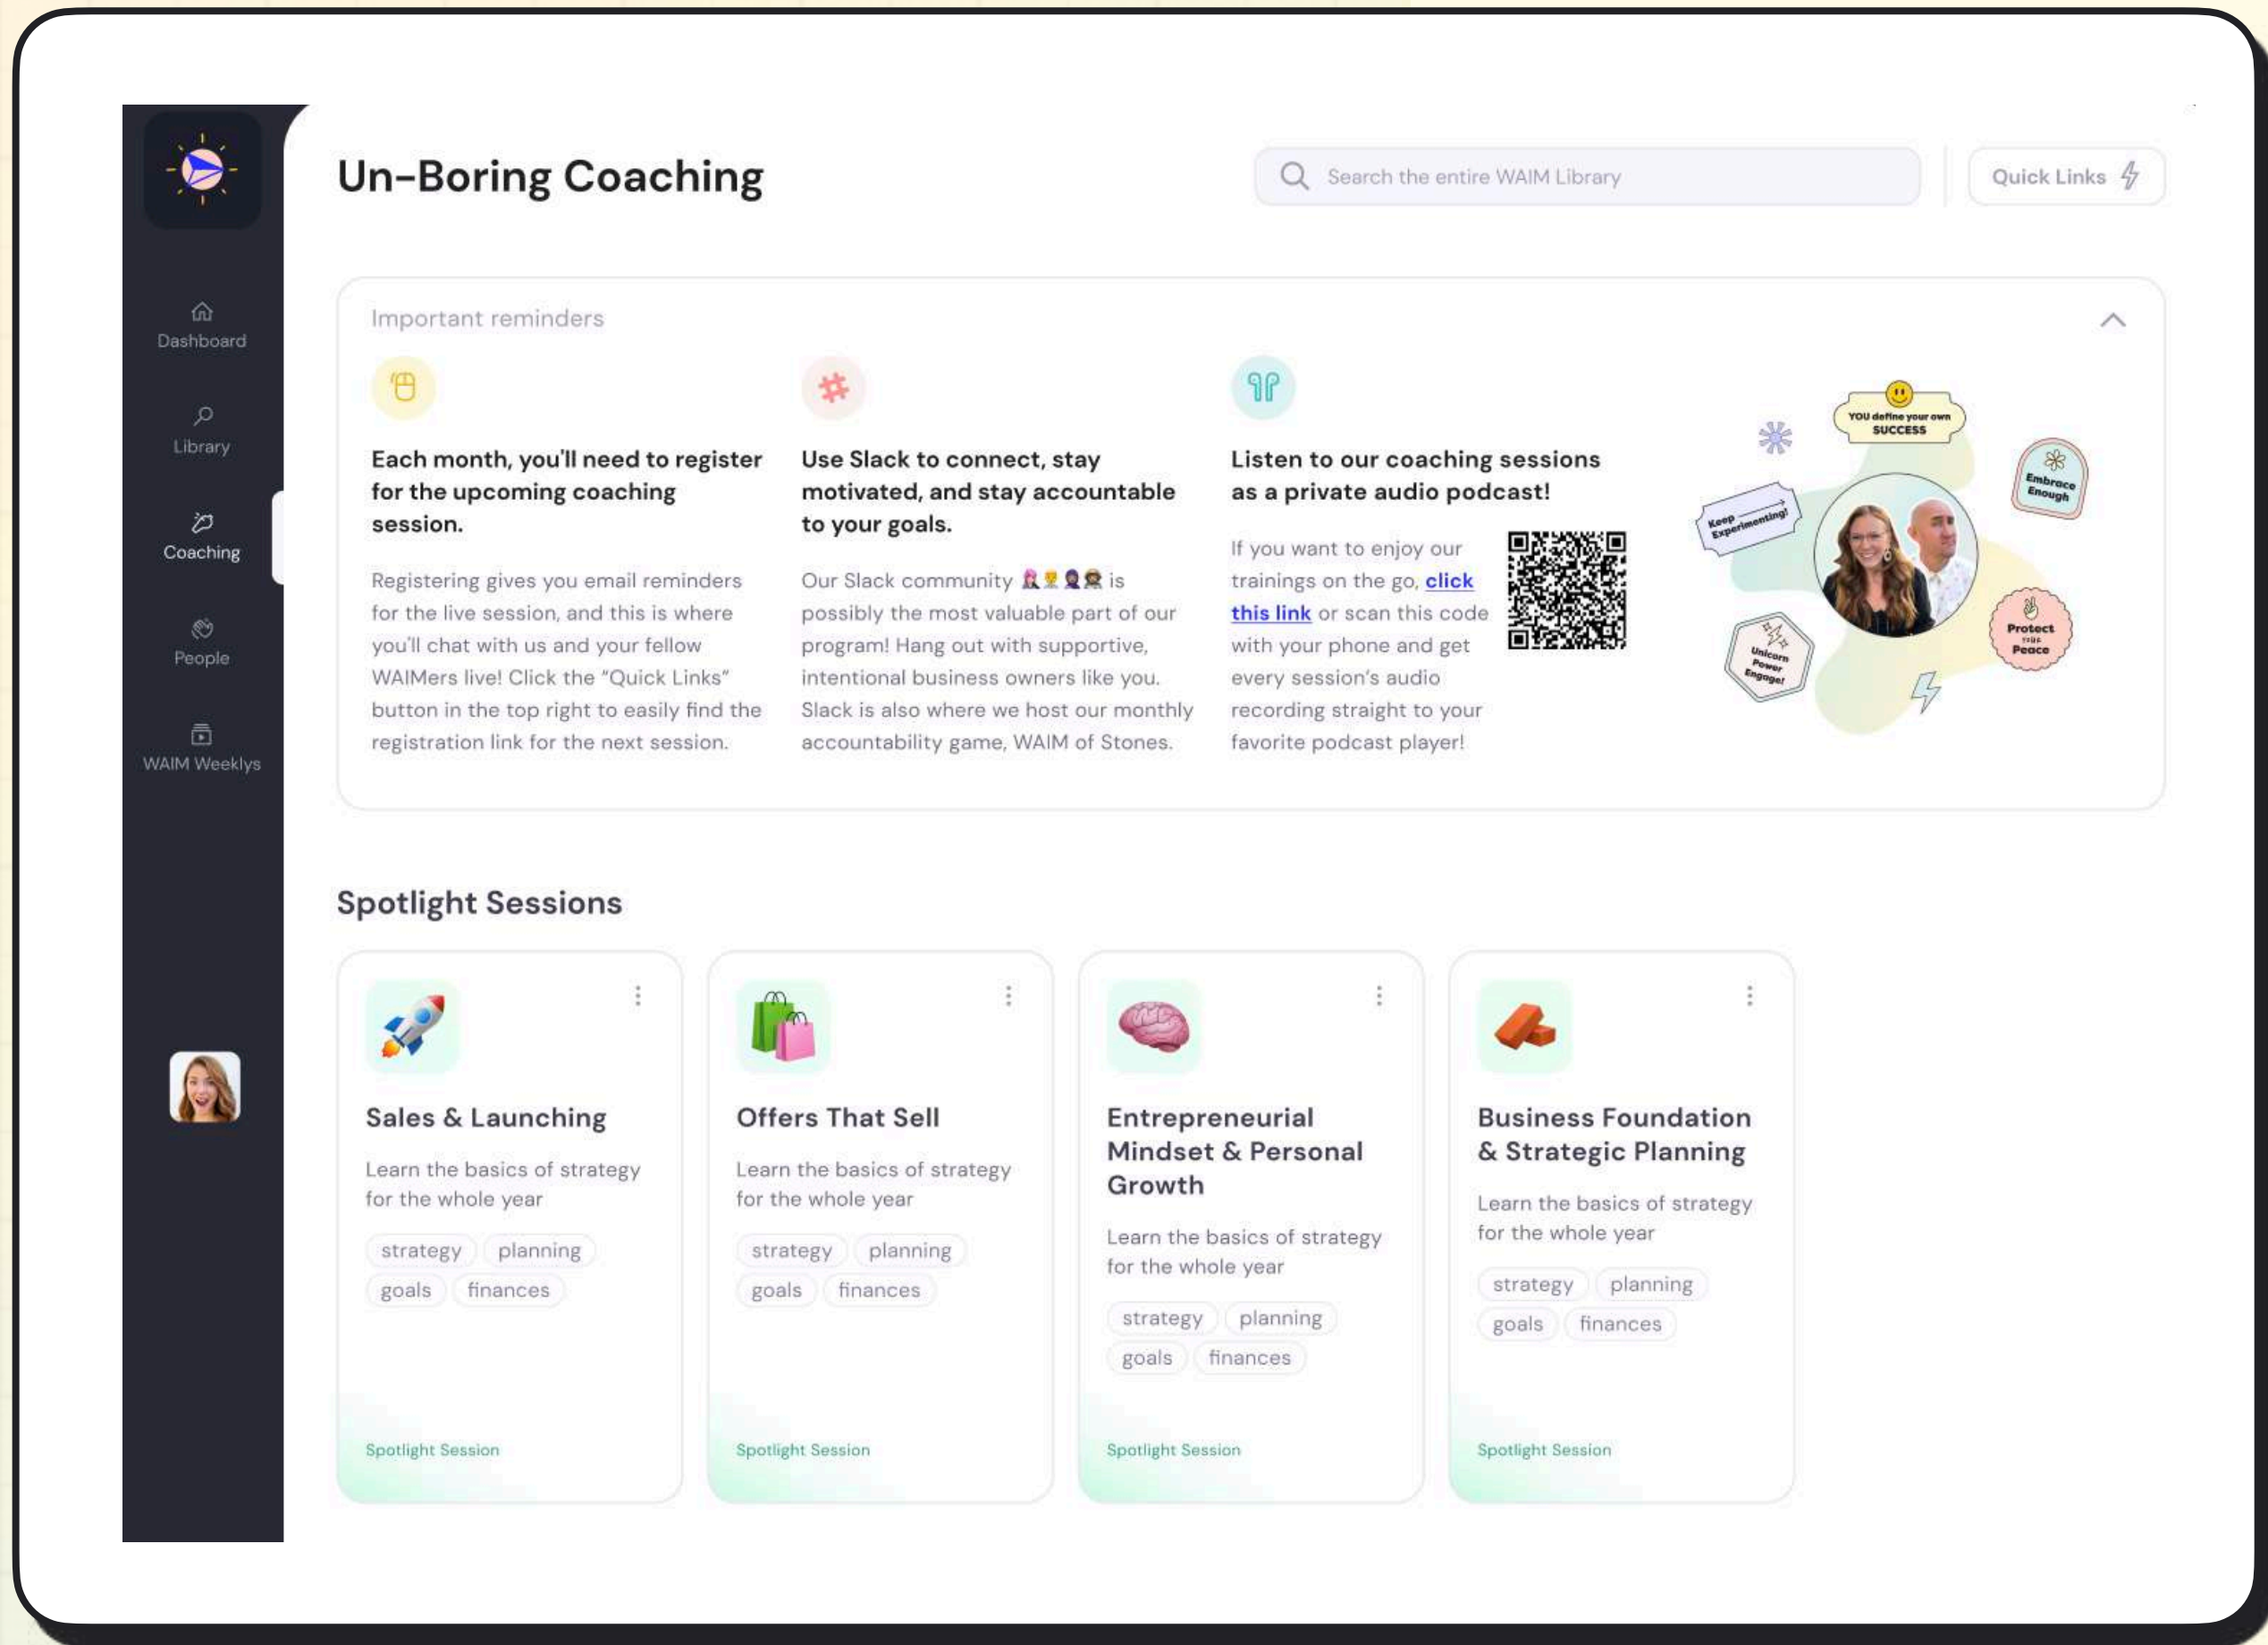 Un-Boring Coaching
Search the entire WAIM Library
Quick Links
Dashboard
Library
Coaching
People
WAIM Weeklys
Important reminders
Each month, you'll need to register
for the upcoming coaching
session.
Registering gives you email reminders
for the live session, and this is where
you'll chat with us and your fellow
WAIMers live! Click the “Quick Links”
button in the top right to easily find the
registration link for the next session.
Use Slack to connect, stay
motivated, and stay accountable
to your goals.
Our Slack community is
possibly the most valuable part of our
program! Hang out with supportive,
intentional business owners like you.
Slack is also where we host our monthly
accountability game, WAIM of Stones.
Listen to our coaching sessions
as a private audio podcast!
If you want to enjoy our
trainings on the go, click
this link or scan this code
with your phone and get
every session’s audio
recording straight to your
favorite podcast player!
YOU define your own
SUCCESS
Embrace
Enough
Keep
Experimenting!
Protect
YOUR
Peace
Unicorn
Power
Engage!
Spotlight Sessions
Sales & Launching
Learn the basics of strategy
for the whole year
strategy planning
goals finances
Spotlight Session
Offers That Sell
Learn the basics of strategy
for the whole year
strategy planning
goals finances
Spotlight Session
Entrepreneurial
Mindset & Personal
Growth
Learn the basics of strategy
for the whole year
strategy planning
goals finances
Spotlight Session
Business Foundation
& Strategic Planning
Learn the basics of strategy
for the whole year
strategy planning
goals finances
Spotlight Session